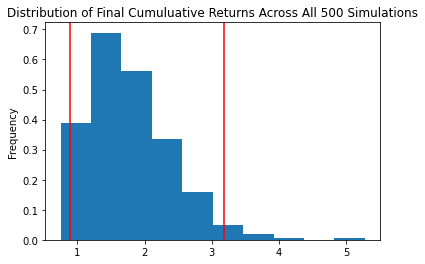 Distribution of Final Cumuluative Returns Across All 500 Simulations
0.7
0.6
0.5
0.4
0.3
0.2
0.1
0.0
Frequency
1 2 3 4 5